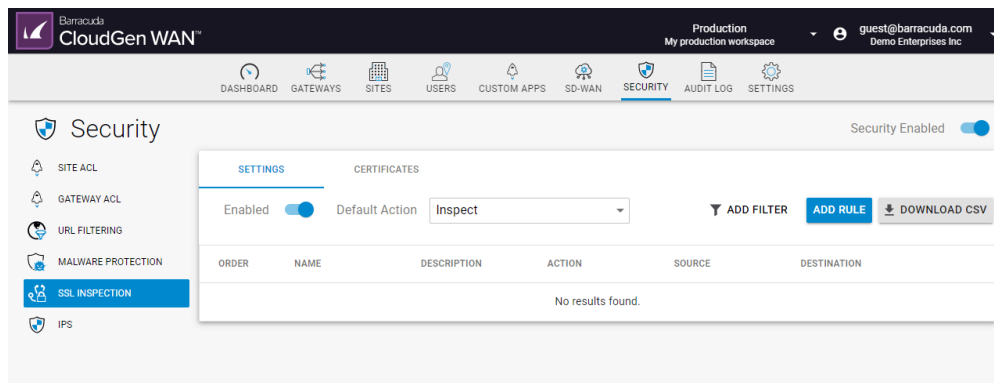 Barracuda
CloudGen WAN™
Production
My production workspace
guest@barracuda.com
Demo Enterprises Inc
DASHBOARD GATEWAYS SITES USERS CUSTOM APPS SD-WAN SECURITY AUDIT LOG SETTINGS
Security
Security Enabled
SITE ACL
GATEWAY ACL
URL FILTERING
MALWARE PROTECTION
SSL INSPECTION
IPS
SETTINGS CERTIFICATES
Enabled Default Action Inspect ADD FILTER ADD RULE DOWNLOAD CSV
ORDER NAME DESCRIPTION ACTION SOURCE DESTINATION
No results found.